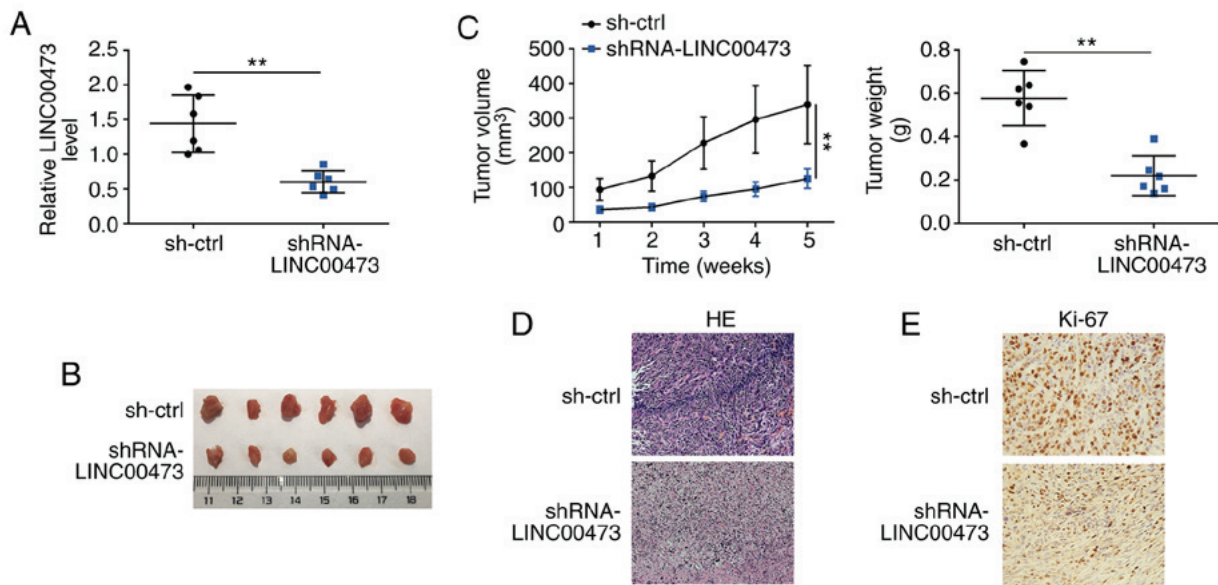 A
Relative LINC00473
level
2.5
2.0
1.5
1.0
0.5
0.0
**
sh-ctrl
shRNA-
LINC00473
C
sh-ctrl
shRNA-LINC00473
Tumor volume
(mm³)
500
400
300
200
100
0
**
1 2 3 4 5
Time (weeks)
Tumor weight
(g)
0.8
0.6
0.4
0.2
0.0
**
sh-ctrl
shRNA-
LINC00473
B
sh-ctrl
shRNA-
LINC00473
11 12 13 14 15 16 17 18
D
HE
sh-ctrl
shRNA-
LINC00473
E
Ki-67
sh-ctrl
shRNA-
LINC00473